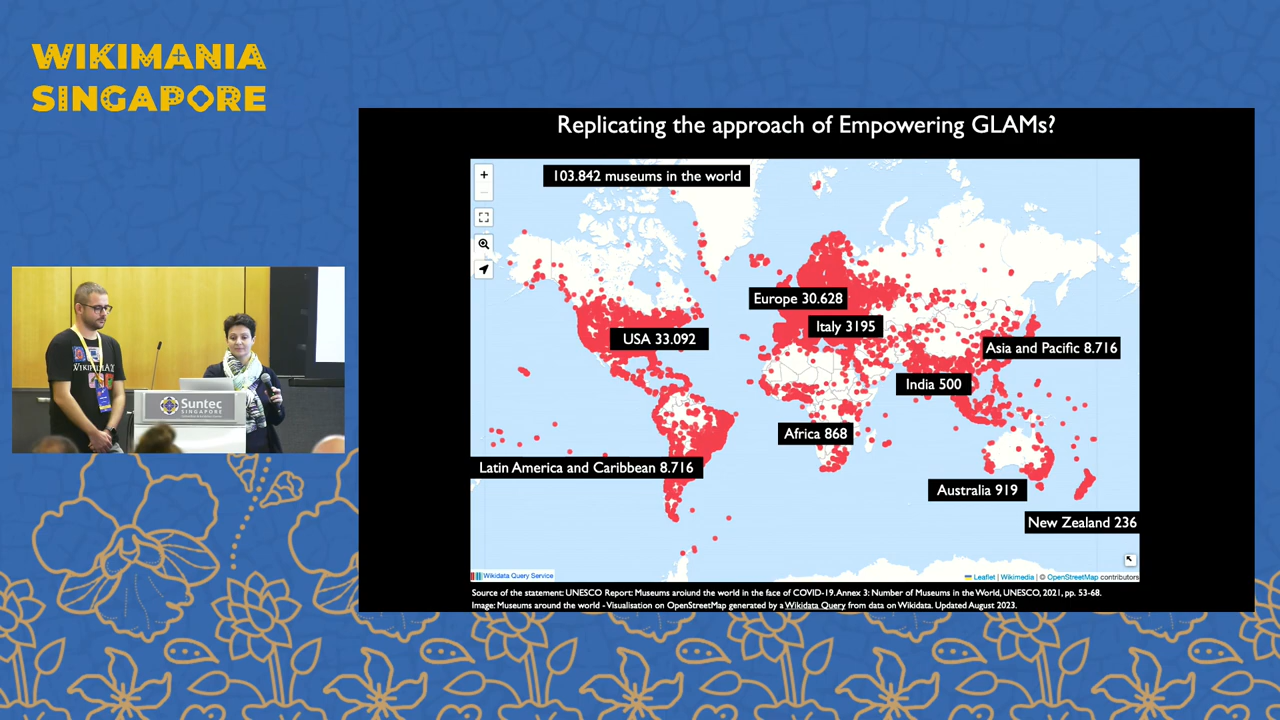 WIKIMANIA
SINGAPORE
Replicating the approach of Empowering GLAMs?
+
103.842 museums in the world
Europe 30.628
Italy 3195
USA 33.092
Asia and Pacific 8.716
India 500
Africa 868
Latin America and Caribbean 8.716
Australia 919
New Zealand 236
Wikidata Query Service
Leaflet | Wikimedia | © OpenStreetMap contributors
Source of the statement: UNESCO Report: Museums aroiund the world in the face of COVID-19. Annex 3: Number of Museums in the World, UNESCO, 2021, pp. 53-68.
Image: Museums around the world - Visualisation on OpenStreetMap generated by a Wikidata Query from data on Wikidata. Updated August 2023.
Suntec
SINGAPORE